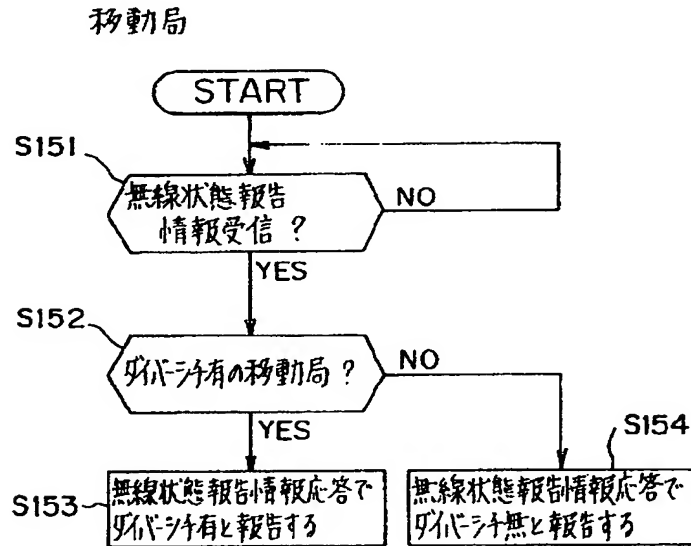 移動局
START
S151
無線状態報告
情報受信?
NO
YES
S152
ダイバーシチ有の移動局?
NO
YES
S154
S153
無線状態報告情報応答で
ダイバーシチ有と報告する
無線状態報告情報応答で
ダイバーシチ無と報告する